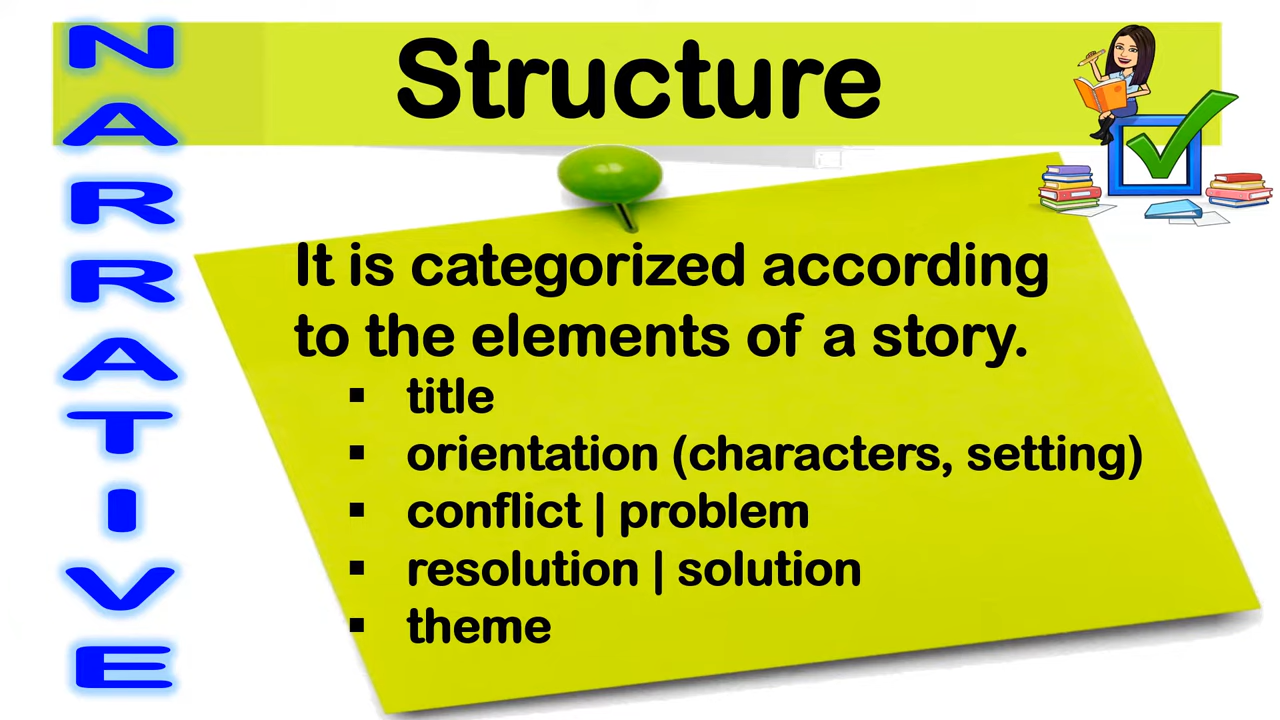 NARRATIVE
Structure
It is categorized according
to the elements of a story.
▪ title
▪ orientation (characters, setting)
▪ conflict | problem
▪ resolution | solution
▪ theme